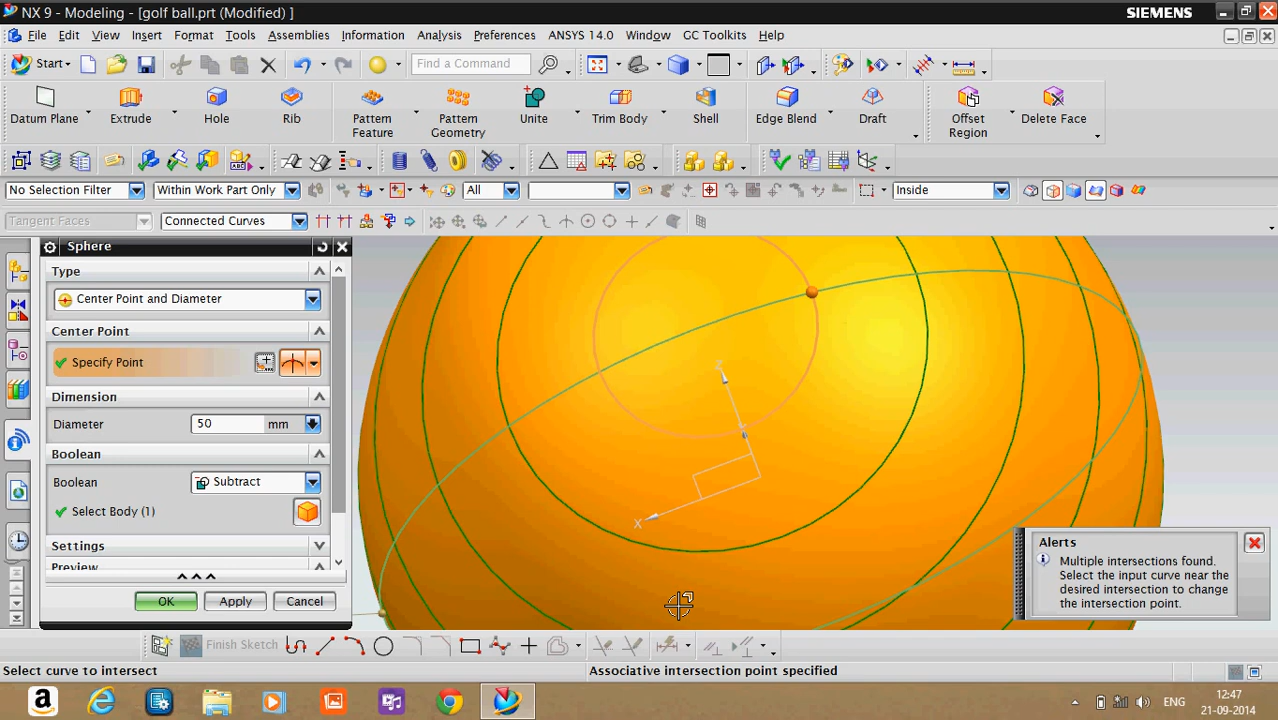 NX 9 - Modeling - [golf ball.prt (Modified) ]
SIEMENS
File Edit View Insert Format Tools Assemblies Information Analysis Preferences ANSYS 14.0 Window GC Toolkits Help
Start Find a Command
Datum Plane Extrude Hole Rib Pattern Feature Pattern Geometry Unite Trim Body Shell Edge Blend Draft Offset Region Delete Face
No Selection Filter Within Work Part Only All Inside
Tangent Faces Connected Curves
Sphere
Type
Center Point and Diameter
Center Point
Specify Point
Dimension
Diameter 50 mm
Boolean
Boolean Subtract
Select Body (1)
Settings
Preview
OK Apply Cancel
X
Alerts
Multiple intersections found.
Select the input curve near the
desired intersection to change
the intersection point.
Finish Sketch
Select curve to intersect
Associative intersection point specified
ENG
12:47
21-09-2014